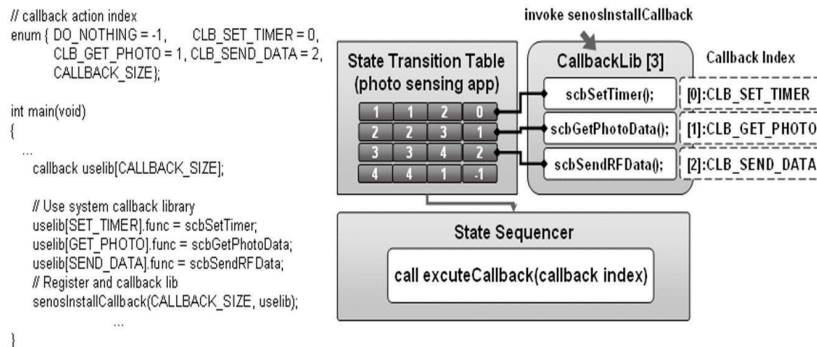 // callback action index
enum { DO_NOTHING = -1, CLB_SET_TIMER = 0,
CLB_GET_PHOTO = 1, CLB_SEND_DATA = 2,
CALLBACK_SIZE};
int main(void)
{
...
callback uselib[CALLBACK_SIZE];
// Use system callback library
uselib[SET_TIMER].func = scbSetTimer;
uselib[GET_PHOTO].func = scbGetPhotoData;
uselib[SEND_DATA].func = scbSendRFData;
// Register and callback lib
senosInstallCallback(CALLBACK_SIZE, uselib);
...
}
invoke senosInstallCallback
State Transition Table
(photo sensing app)
1 1 2 0
2 2 3 1
3 3 4 2
4 4 1 -1
CallbackLib [3]
scbSetTimer();
scbGetPhotoData();
scbSendRFData();
Callback Index
[0]:CLB_SET_TIMER
[1]:CLB_GET_PHOTO
[2]:CLB_SEND_DATA
State Sequencer
call excuteCallback(callback index)